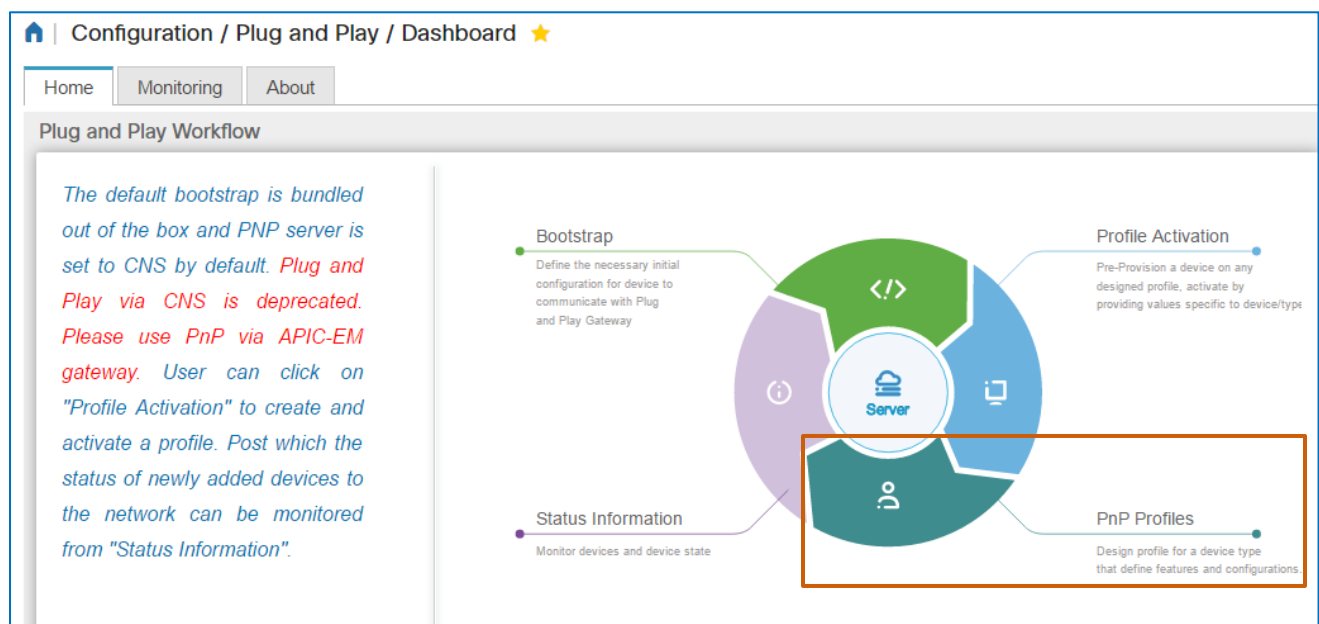 Configuration / Plug and Play / Dashboard
Home
Monitoring
About
Plug and Play Workflow
The default bootstrap is bundled
out of the box and PNP server is
set to CNS by default. Plug and
Play via CNS is deprecated.
Please use PnP via APIC-EM
gateway. User can click on
"Profile Activation" to create and
activate a profile. Post which the
status of newly added devices to
the network can be monitored
from "Status Information".
Bootstrap
Define the necessary initial
configuration for device to
communicate with Plug
and Play Gateway
Profile Activation
Pre-Provision a device on any
designed profile, activate by
providing values specific to device/type
Server
Status Information
Monitor devices and device state
PnP Profiles
Design profile for a device type
that define features and configurations.